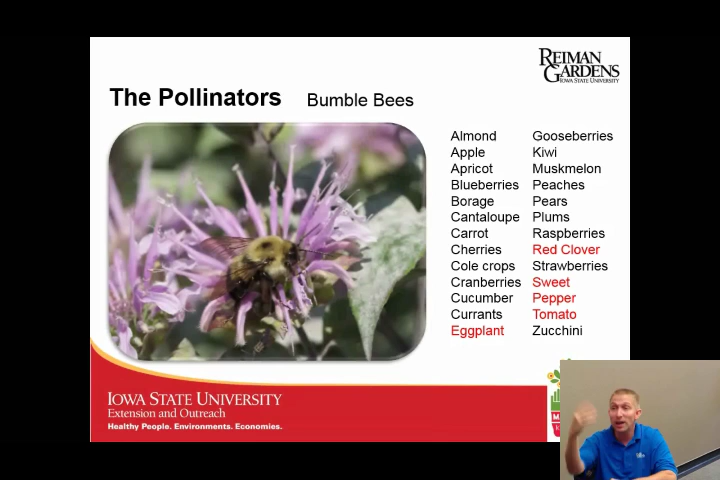 REIMAN
GARDENS
IOWA STATE UNIVERSITY
The Pollinators Bumble Bees
Almond
Apple
Apricot
Blueberries
Borage
Cantaloupe
Carrot
Cherries
Cole crops
Cranberries
Cucumber
Currants
Eggplant
Gooseberries
Kiwi
Muskmelon
Peaches
Pears
Plums
Raspberries
Red Clover
Strawberries
Sweet
Pepper
Tomato
Zucchini
IOWA STATE UNIVERSITY
Extension and Outreach
Healthy People. Environments. Economies.